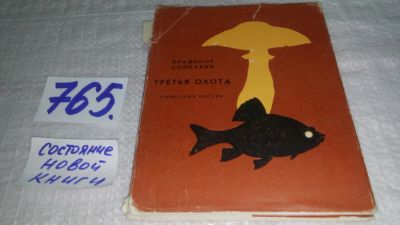 765.
СОСТОЯНИЕ
НОВОЙ
КНИГИ
ВЛАДИМИР
СОЛОУХИН
ТРЕТЬЯ ОХОТА
СОВЕТСКАЯ РОССИЯ